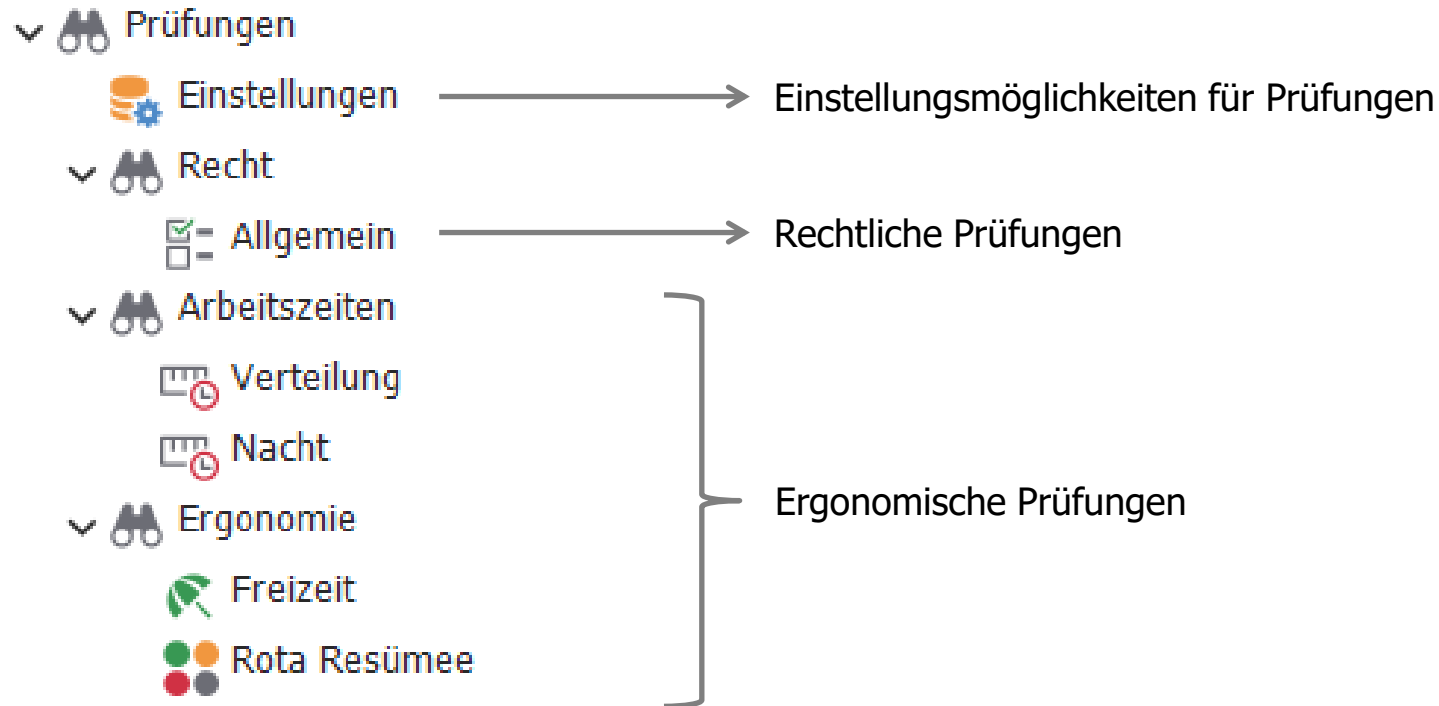 Prüfungen
Einstellungen
Einstellungsmöglichkeiten für Prüfungen
Recht
Allgemein
Rechtliche Prüfungen
Arbeitszeiten
Verteilung
Nacht
Ergonomische Prüfungen
Ergonomie
Freizeit
Rota Resümee